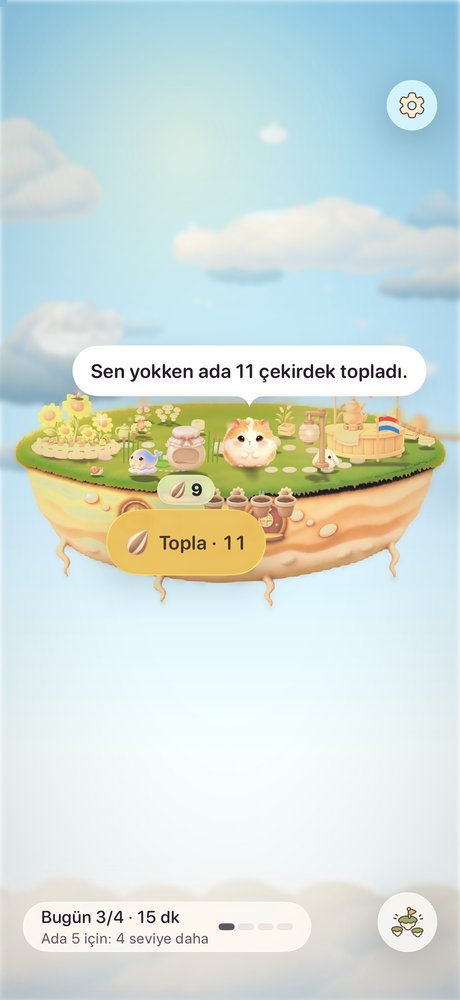 Sen yokken ada 11 çekirdek topladı.
9
Topla · 11
Bugün 3/4 · 15 dk
Ada 5 için: 4 seviye daha